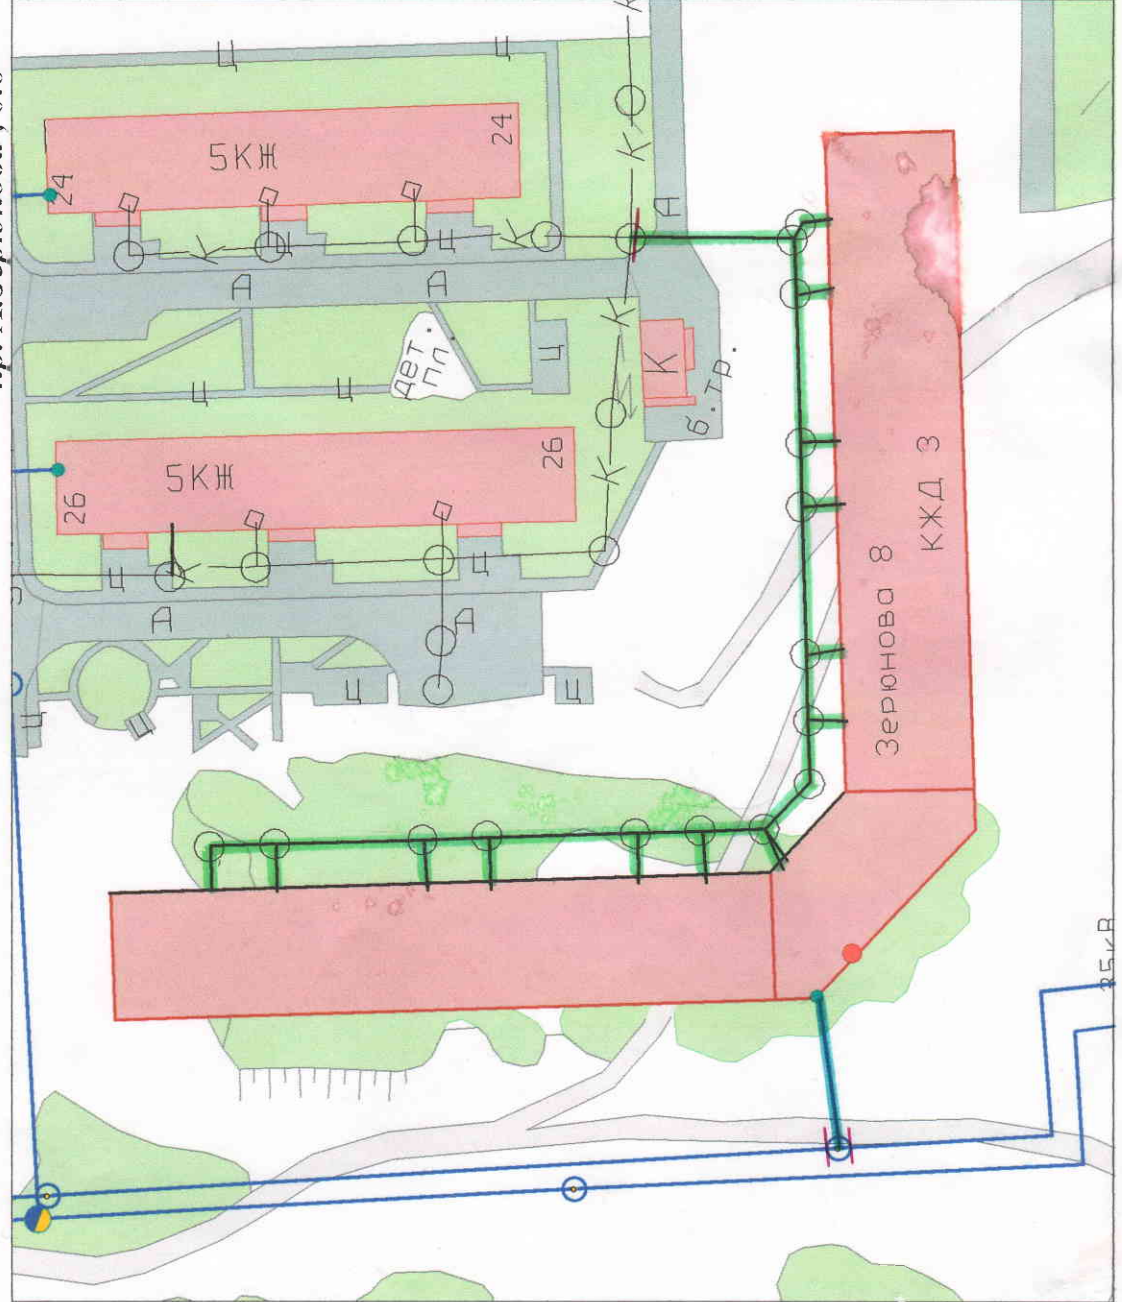 К
Ц
Ц
5КЖ
24
24
К
К
Ц
Ц
К
А
А
А
К
дет.
пл
Ц
К
б. тр.
Ц
Ц
5КЖ
26
26
К
КЖД 3
Зерюнова 8
Ц
К
Ц
А
А
Ц
Ц
Ц
Ц
35кВ